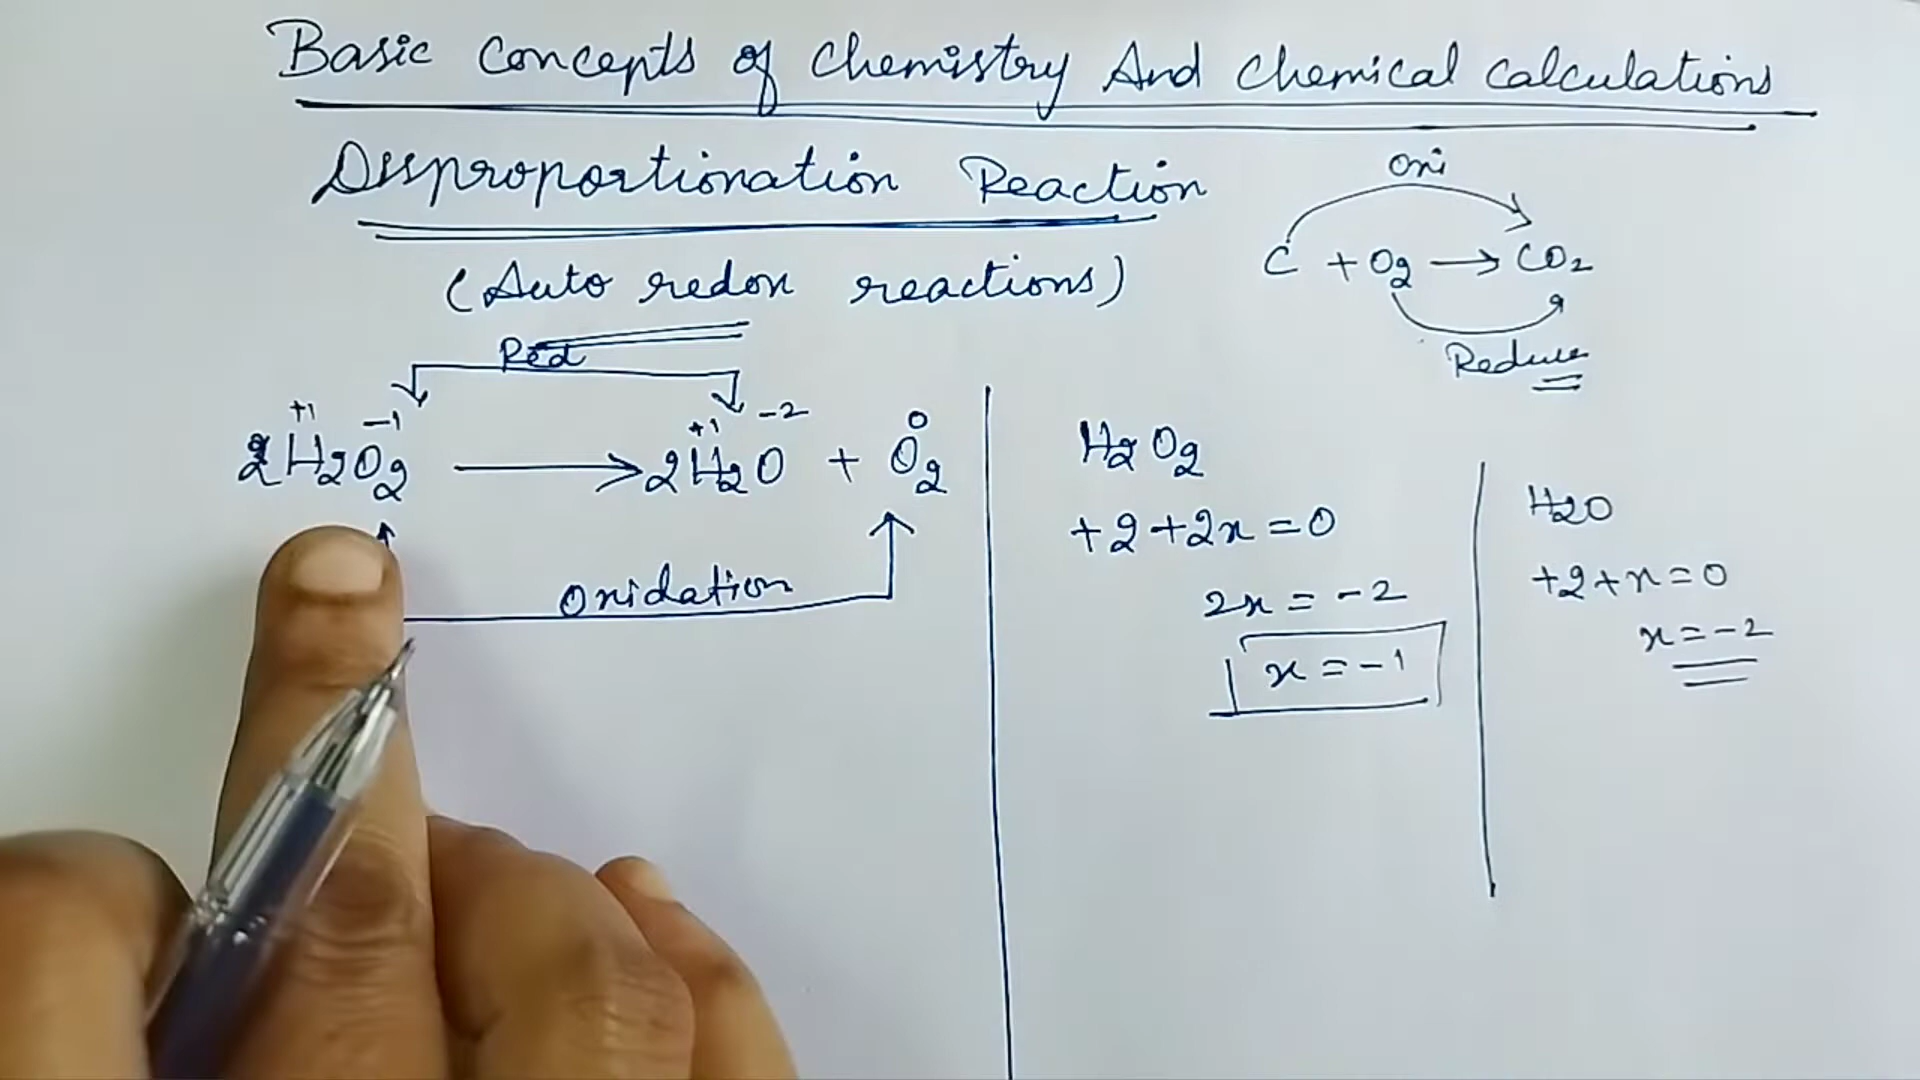 Basic Concepts of Chemistry And Chemical Calculations
Disproportionation Reaction
(Auto redox reactions)
Oxi
C + O2 → CO2
Reduce
Red
+1 -1 +1 -2 0
2H2O2 → 2H2O + O2
Oxidation
H2O2
+2+2x=0
2x = -2
x = -1
H2O
+2+x=0
x = -2